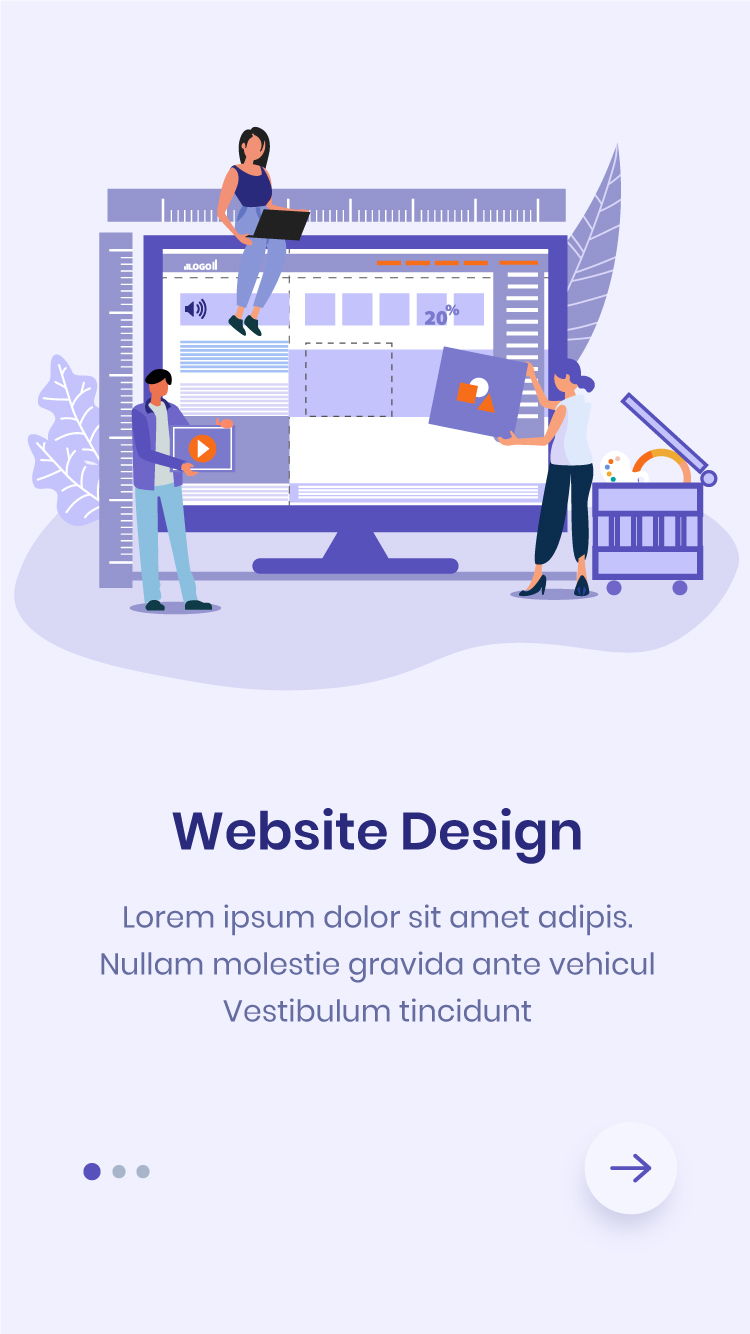 LOGO
20%
Website Design
Lorem ipsum dolor sit amet adipis.
Nullam molestie gravida ante vehicul
Vestibulum tincidunt